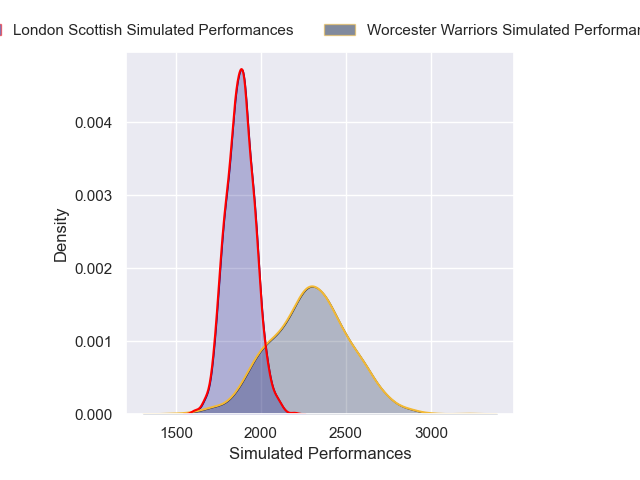 London Scottish Simulated Performances
Worcester Warriors Simulated
0.004
0.003
0.002
0.001
0.000
Density
1500 2000 2500 3000
Simulated Performances